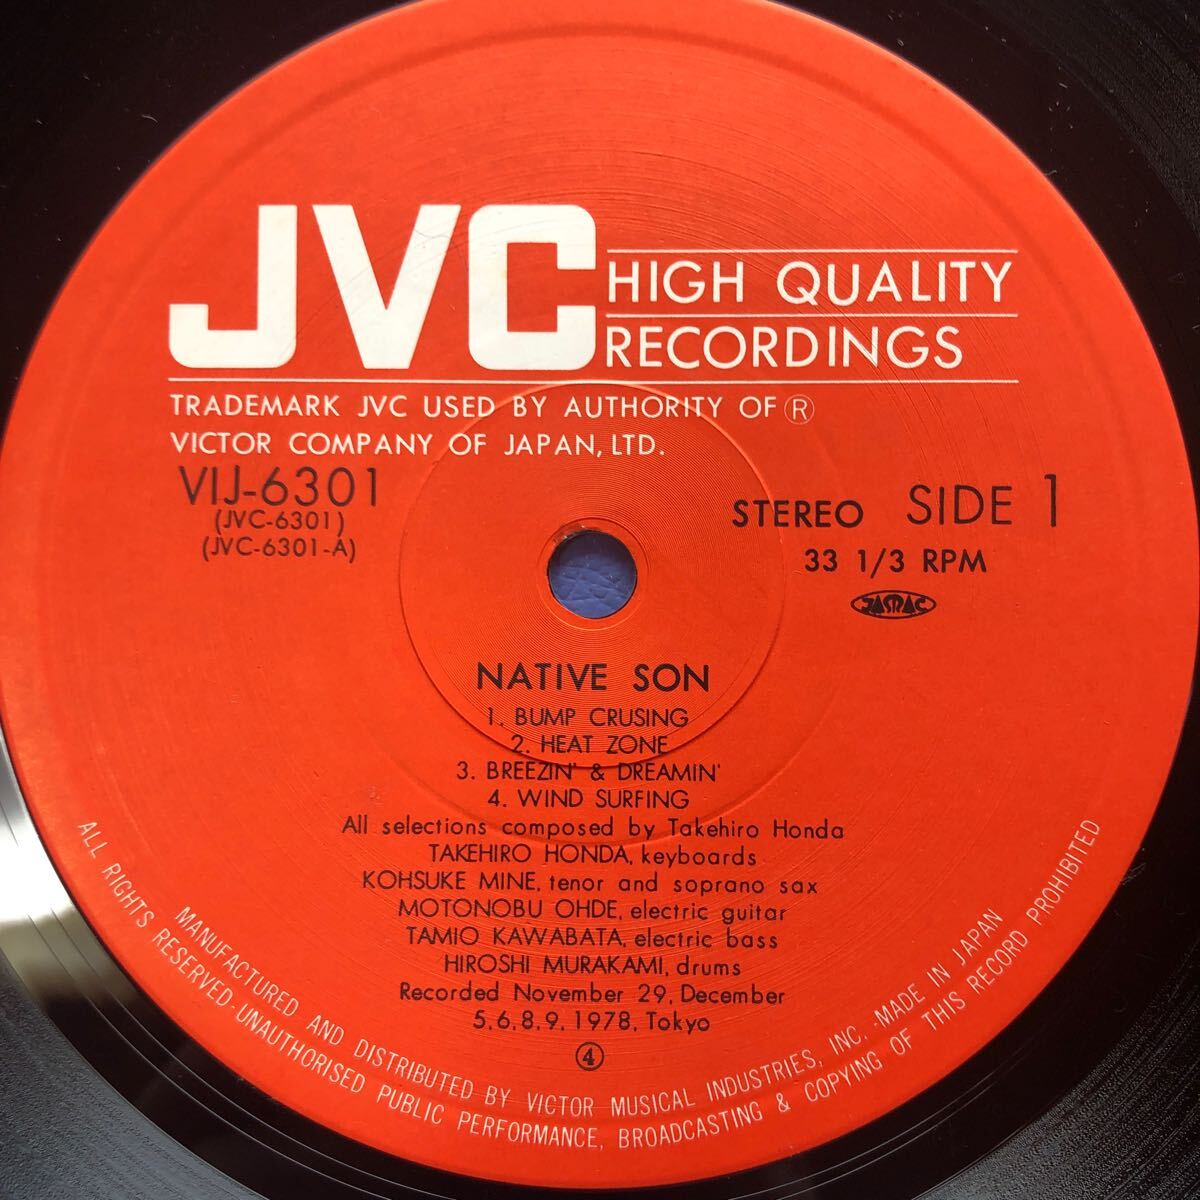 JVC
HIGH QUALITY
RECORDINGS
TRADEMARK JVC USED BY AUTHORITY OF ®
VICTOR COMPANY OF JAPAN, LTD.
VIJ-6301
(JVC-6301)
(JVC-6301-A)
STEREO SIDE 1
33 1/3 RPM
JASRAC
NATIVE SON
1. BUMP CRUSING
2. HEAT ZONE
3. BREEZIN' & DREAMIN'
4. WIND SURFING
All selections composed by Takehiro Honda
TAKEHIRO HONDA, keyboards
KOHSUKE MINE, tenor and soprano sax
MOTONOBU OHDE, electric guitar
TAMIO KAWABATA, electric bass
HIROSHI MURAKAMI, drums
Recorded November 29, December
5, 6, 8, 9, 1978, Tokyo
④
MANUFACTURED AND DISTRIBUTED BY VICTOR MUSICAL INDUSTRIES, INC. -MADE IN JAPAN
ALL RIGHTS RESERVED-UNAUTHORISED PUBLIC PERFORMANCE, BROADCASTING & COPYING OF THIS RECORD PROHIBITED